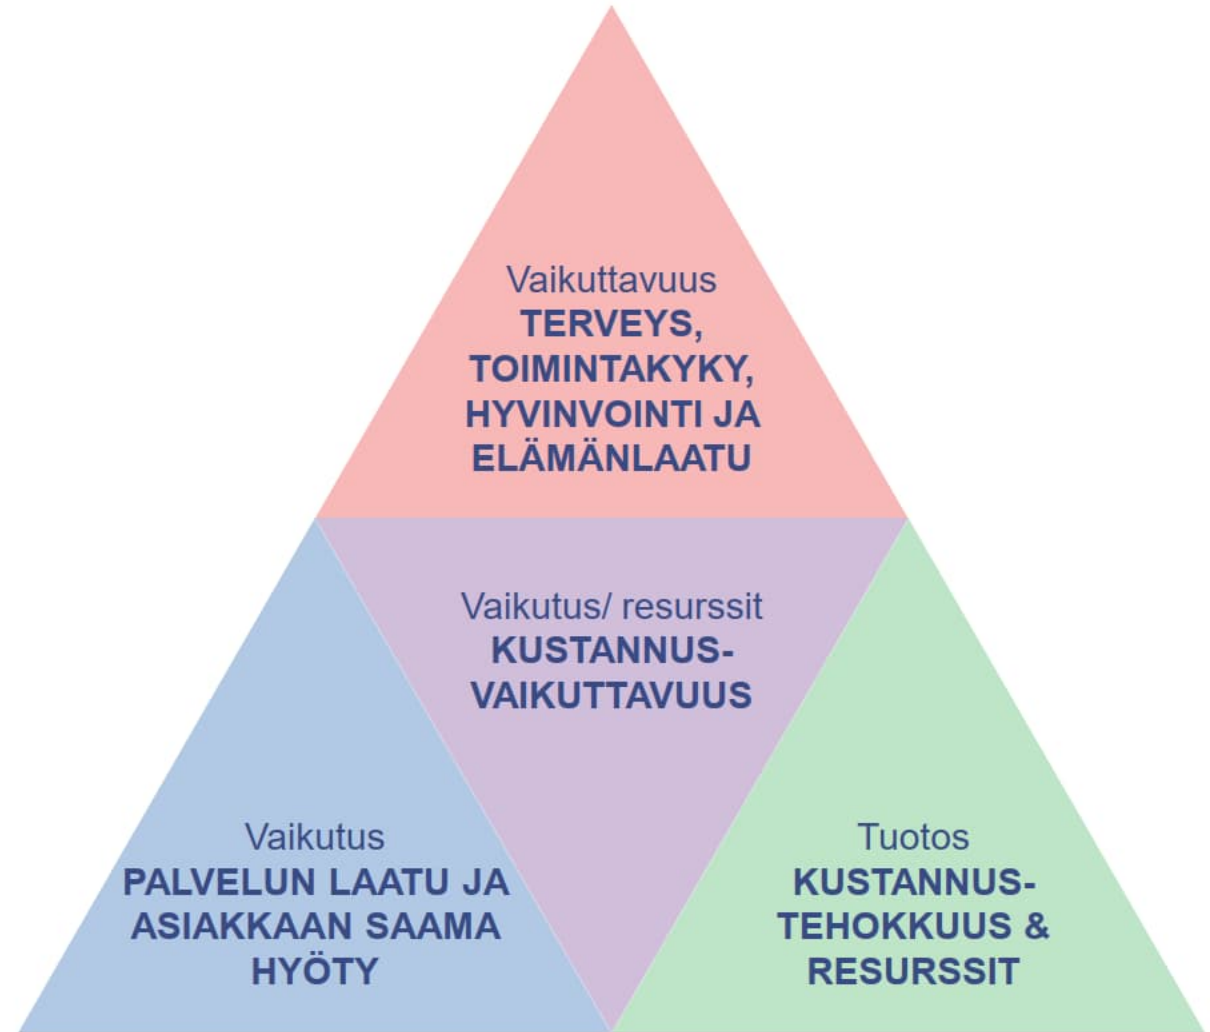 Vaikuttavuus
TERVEYS,
TOIMINTAKYKY,
HYVINVOINTI JA
ELÄMÄNLAATU
Vaikutus/ resurssit
KUSTANNUS-
VAIKUTTAVUUS
Vaikutus
PALVELUN LAATU JA
ASIAKKAAN SAAMA
HYÖTY
Tuotos
KUSTANNUS-
TEHOKKUUS &
RESURSSIT